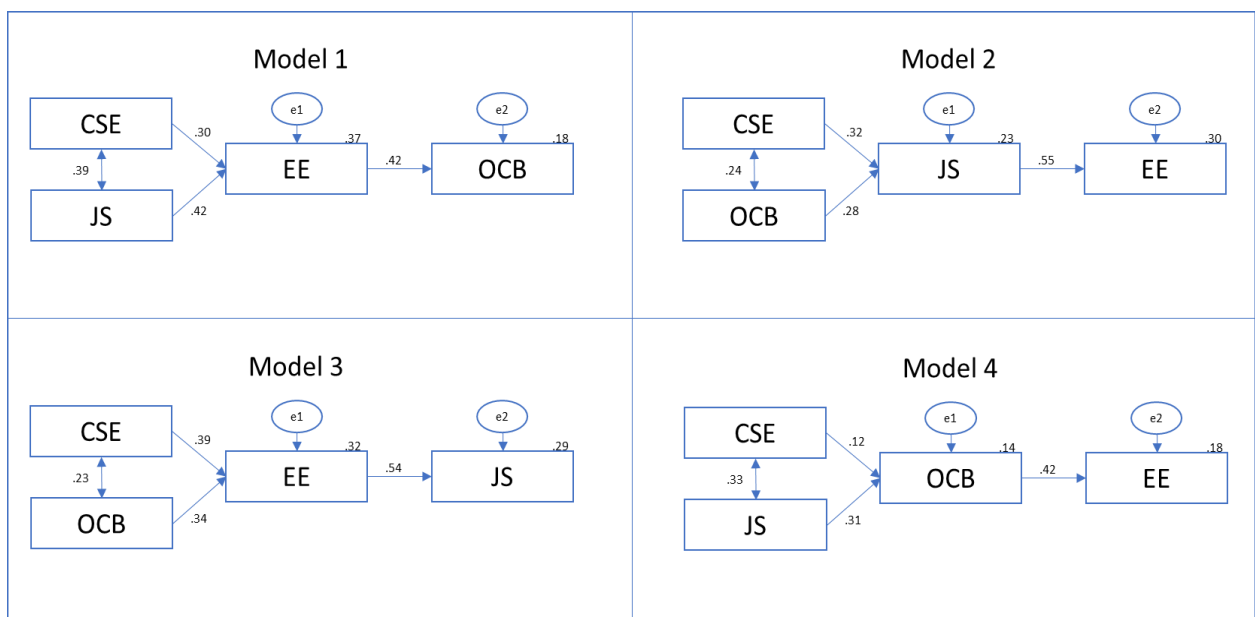 Model 1
e1
e2
CSE
.30
.37
.18
EE
.42
OCB
.39
JS
.42
Model 2
e1
e2
CSE
.32
.23
.30
JS
.55
EE
.24
OCB
.28
Model 3
e1
e2
CSE
.39
.32
.29
EE
.54
JS
.23
OCB
.34
Model 4
e1
e2
CSE
.12
.14
.18
OCB
.42
EE
.33
JS
.31